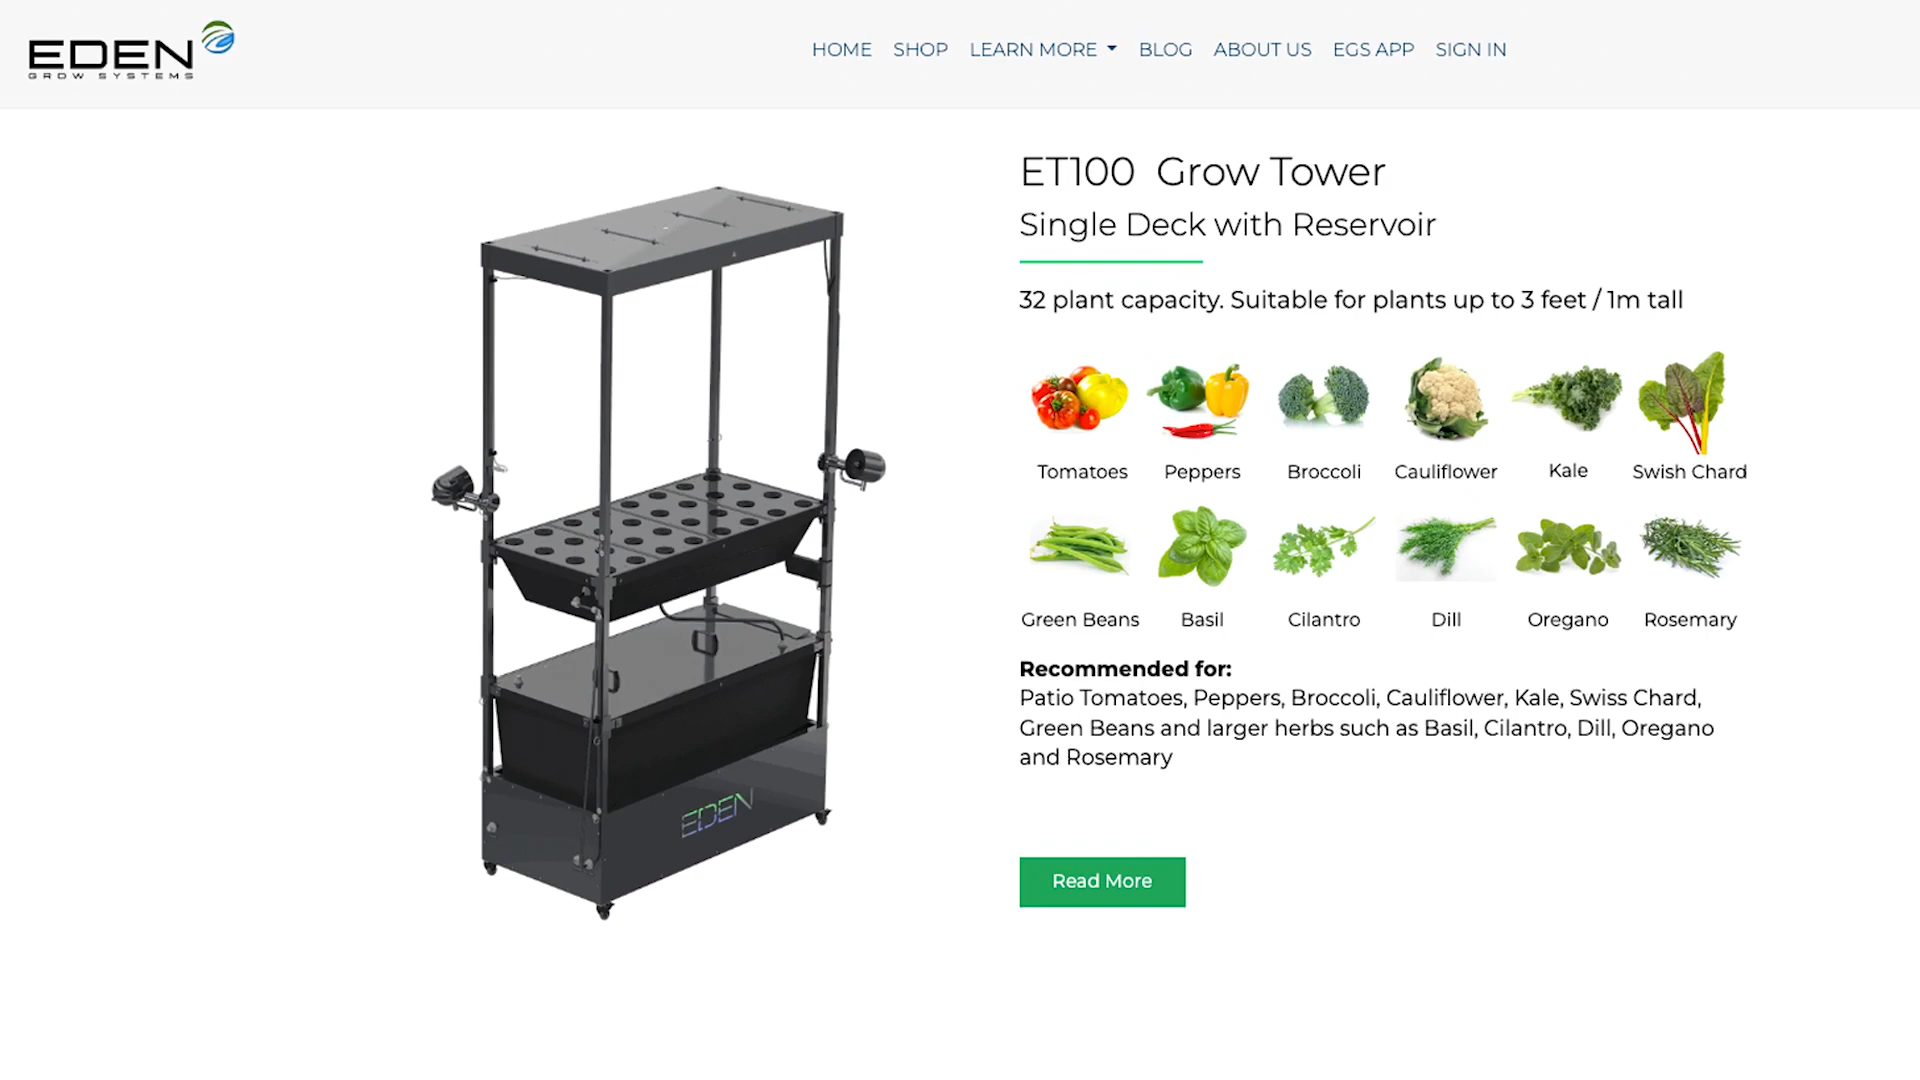 EDEN
GROW SYSTEMS
HOME SHOP LEARN MORE BLOG ABOUT US EGS APP SIGN IN
ET100 Grow Tower
Single Deck with Reservoir
32 plant capacity. Suitable for plants up to 3 feet / 1m tall
Tomatoes Peppers Broccoli Cauliflower Kale Swish Chard
Green Beans Basil Cilantro Dill Oregano Rosemary
Recommended for:
Patio Tomatoes, Peppers, Broccoli, Cauliflower, Kale, Swiss Chard,
Green Beans and larger herbs such as Basil, Cilantro, Dill, Oregano
and Rosemary
EDEN
Read More